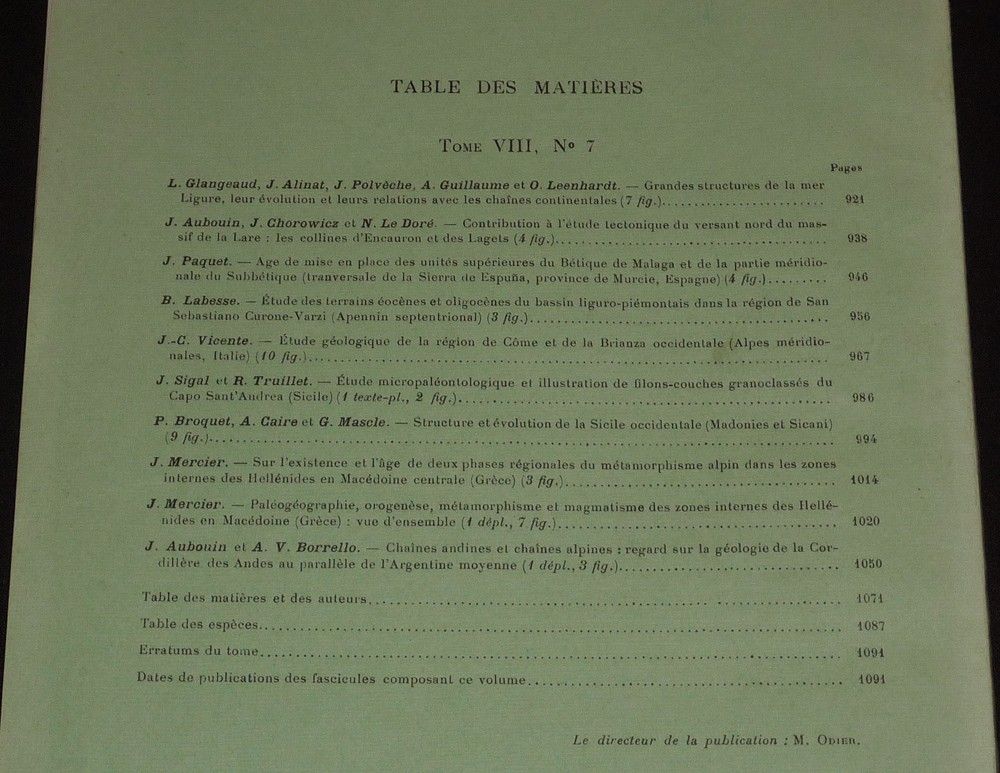 TABLE DES MATIÈRES
TOME VIII, No 7
Pages
L. Glangeaud, J. Alinat, J. Polvèche, A. Guillaume et O. Leenhardt. — Grandes structures de la mer
Ligure, leur évolution et leurs relations avec les chaînes continentales (7 fig.)........................ 921
J. Aubouin, J. Chorowicz et N. Le Doré. — Contribution à l'étude tectonique du versant nord du mas-
sif de la Lare : les collines d'Encauron et des Lagets (4 fig.)........................ 938
J. Paquet. — Age de mise en place des unités supérieures du Bétique de Malaga et de la partie méridio-
nale du Subbétique (tranversale de la Sierra de Espuña, province de Murcie, Espagne) (4 fig.)......... 946
B. Labesse. — Étude des terrains éocènes et oligocènes du bassin liguro-piémontais dans la région de San
Sebastiano Curone-Varzi (Apennin septentrional) (3 fig.)........................ 956
J.-C. Vicente. — Étude géologique de la région de Côme et de la Brianza occidentale (Alpes méridio-
nales, Italie) (10 fig.)........................ 967
J. Sigal et R. Truillet. — Étude micropaléontologique et illustration de filons-couches granoclassés du
Capo Sant'Andrea (Sicile) (1 texte-pl., 2 fig.)........................ 986
P. Broquet, A. Caire et G. Mascle. — Structure et évolution de la Sicile occidentale (Madonies et Sicani)
(9 fig.)........................ 994
J. Mercier. — Sur l'existence et l'âge de deux phases régionales du métamorphisme alpin dans les zones
internes des Hellénides en Macédoine centrale (Grèce) (3 fig.)........................ 1014
J. Mercier. — Paléogéographie, orogenèse, métamorphisme et magmatisme des zones internes des Hellé-
nides en Macédoine (Grèce) : vue d'ensemble (1 dépl., 7 fig.)........................ 1020
J. Aubouin et A. V. Borrello. — Chaînes andines et chaînes alpines : regard sur la géologie de la Cor-
dillère des Andes au parallèle de l'Argentine moyenne (1 dépl., 3 fig.)........................ 1050
Table des matières et des auteurs........................ 1071
Table des espèces........................ 1087
Erratums du tome........................ 1091
Dates de publications des fascicules composant ce volume........................ 1091
Le directeur de la publication : M. ODIER.